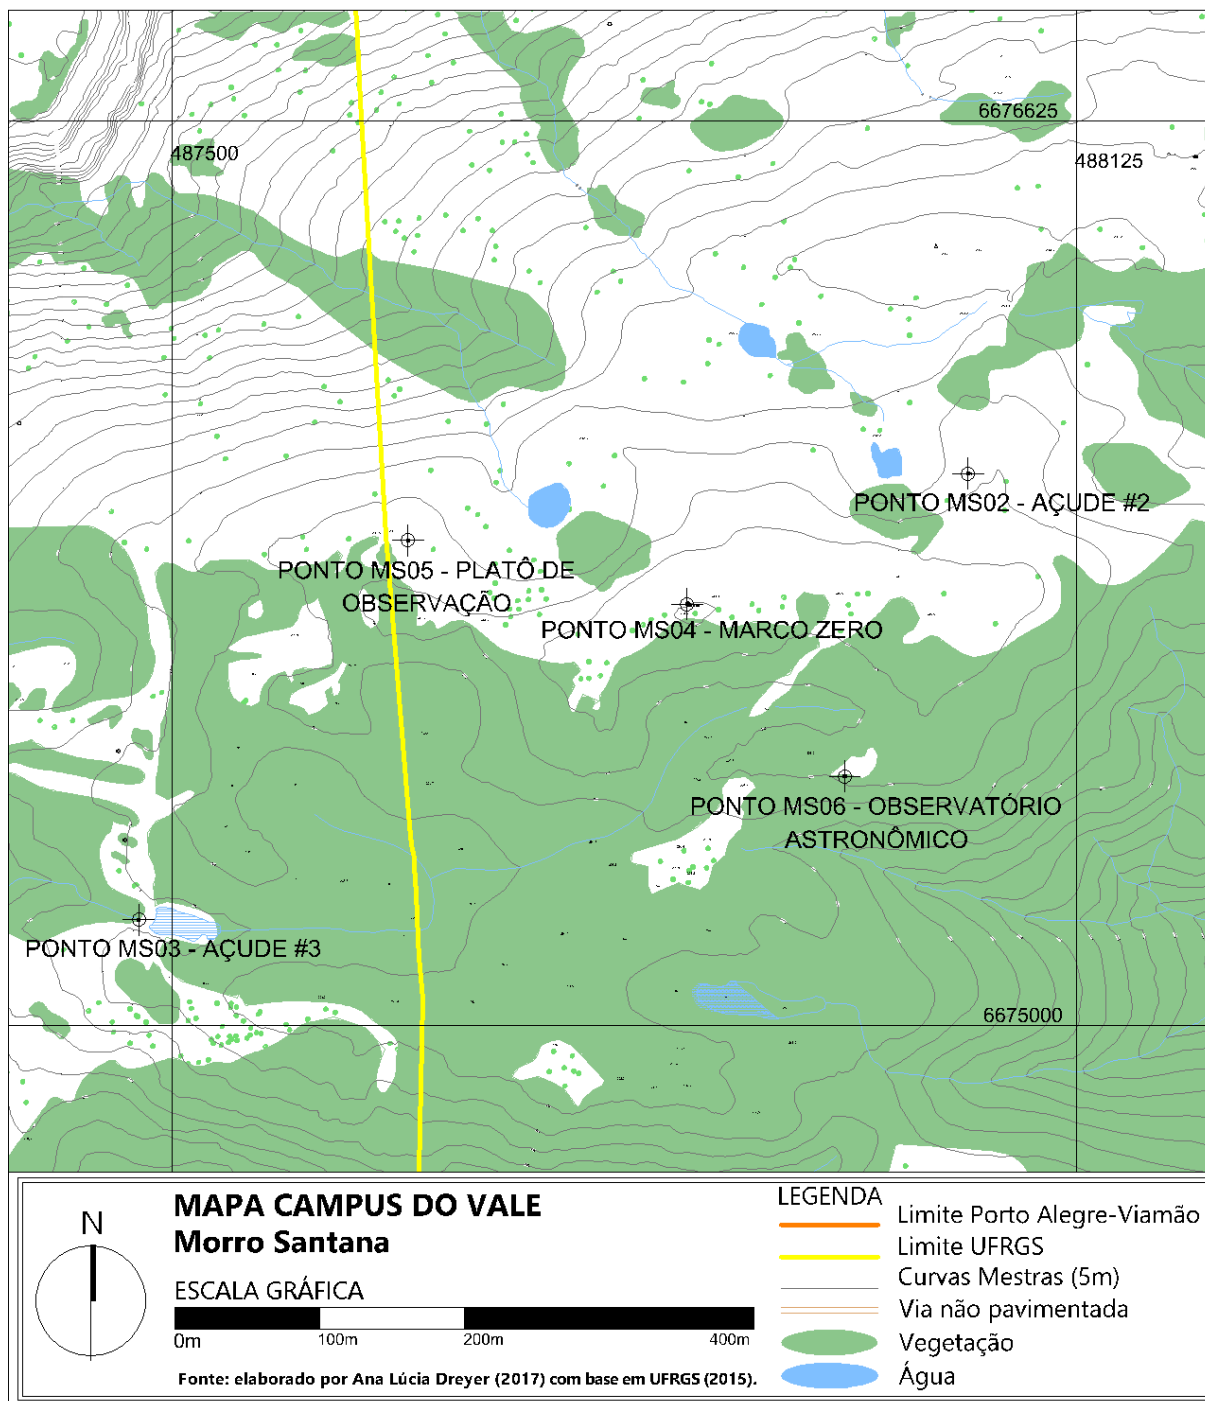 6676625
487500
488125
PONTO MS02 - AÇUDE #2
PONTO MS05 - PLATÔ DE
OBSERVAÇÃO
PONTO MS04 - MARCO ZERO
PONTO MS06 - OBSERVATÓRIO
ASTRONÔMICO
PONTO MS03 - AÇUDE #3
6675000
N
MAPA CAMPUS DO VALE
Morro Santana
ESCALA GRÁFICA
0m 100m 200m 400m
Fonte: elaborado por Ana Lúcia Dreyer (2017) com base em UFRGS (2015).
LEGENDA
Limite Porto Alegre-Viamão
Limite UFRGS
Curvas Mestras (5m)
Via não pavimentada
Vegetação
Água